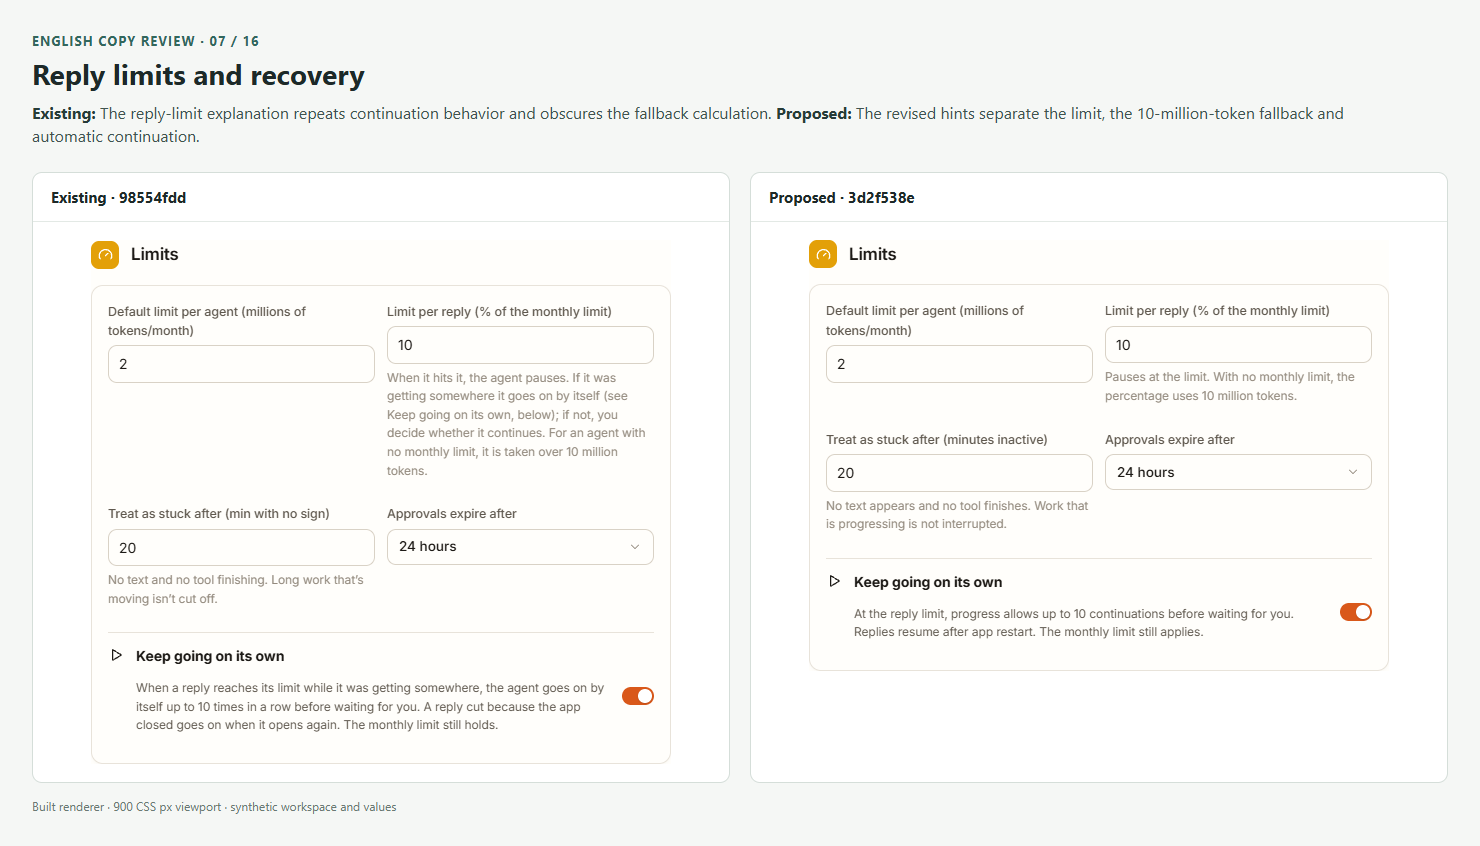 ENGLISH COPY REVIEW · 07 / 16
Reply limits and recovery
Existing: The reply-limit explanation repeats continuation behavior and obscures the fallback calculation. Proposed: The revised hints separate the limit, the 10-million-token fallback and
automatic continuation.
Existing · 98554fdd
Limits
Default limit per agent (millions of
tokens/month)
2
Limit per reply (% of the monthly limit)
10
When it hits it, the agent pauses. If it was
getting somewhere it goes on by itself (see
Keep going on its own, below); if not, you
decide whether it continues. For an agent with
no monthly limit, it is taken over 10 million
tokens.
Treat as stuck after (min with no sign)
20
No text and no tool finishing. Long work that's
moving isn't cut off.
Approvals expire after
24 hours
Keep going on its own
When a reply reaches its limit while it was getting somewhere, the agent goes on by
itself up to 10 times in a row before waiting for you. A reply cut because the app
closed goes on when it opens again. The monthly limit still holds.
Proposed · 3d2f538e
Limits
Default limit per agent (millions of
tokens/month)
2
Limit per reply (% of the monthly limit)
10
Pauses at the limit. With no monthly limit, the
percentage uses 10 million tokens.
Treat as stuck after (minutes inactive)
20
No text appears and no tool finishes. Work that
is progressing is not interrupted.
Approvals expire after
24 hours
Keep going on its own
At the reply limit, progress allows up to 10 continuations before waiting for you.
Replies resume after app restart. The monthly limit still applies.
Built renderer · 900 CSS px viewport · synthetic workspace and values